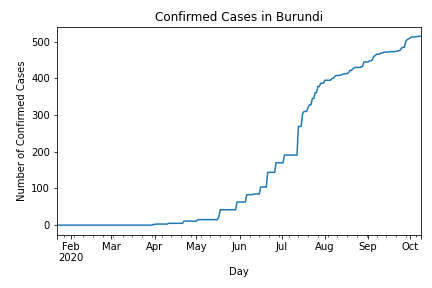 Confirmed Cases in Burundi
Number of Confirmed Cases
500
400
300
200
100
0
Feb Mar Apr May Jun Jul Aug Sep Oct
2020
Day